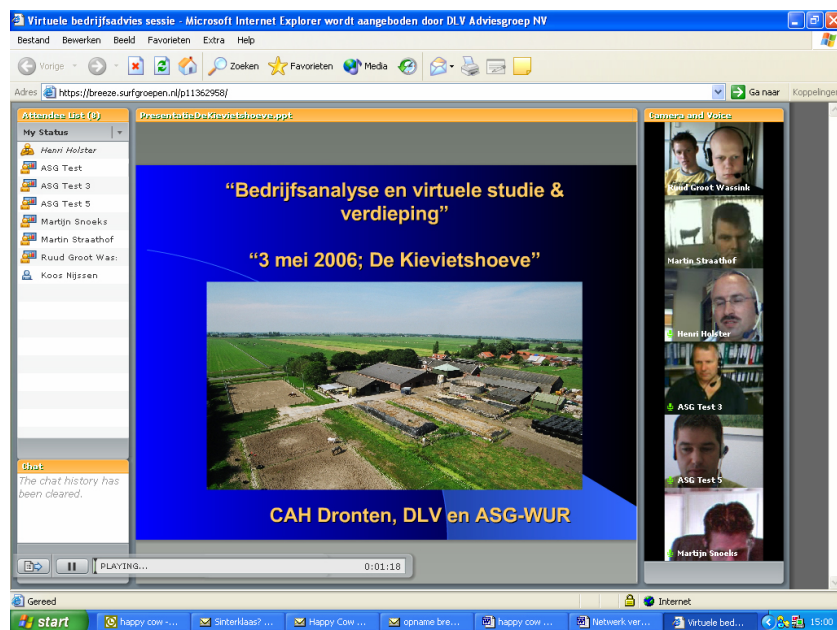 Virtuele bedrijfsadvies sessie - Microsoft Internet Explorer wordt aangeboden door DLV Adviesgroep NV
Bestand Bewerken Beeld Favorieten Extra Help
Vorige Zoeken Favorieten Media
Adres https://breeze.surfgroepen.nl/p11362958/ Ga naar Koppelingen
Attendee List (8)
My Status
Henri Holster
ASG Test
ASG Test 3
ASG Test 5
Martijn Snoeks
Martin Straathof
Ruud Groot Was:
Koos Nijssen
Chat
The chat history has
been cleared.
PresentatieDeKievietshoeve.ppt
“Bedrijfsanalyse en virtuele studie &
verdieping”
“3 mei 2006; De Kievietshoeve”
CAH Dronten, DLV en ASG-WUR
Camera and Voice
Ruud Groot Wassink
Martin Straathof
Henri Holster
ASG Test 3
ASG Test 5
Martijn Snoeks
PLAYING... 0:01:18
Gereed Internet
start happy cow -... Sinterklaas? ... Happy Cow ... opname bre... happy cow ... Netwerk ver... Virtuele bed... 15:00